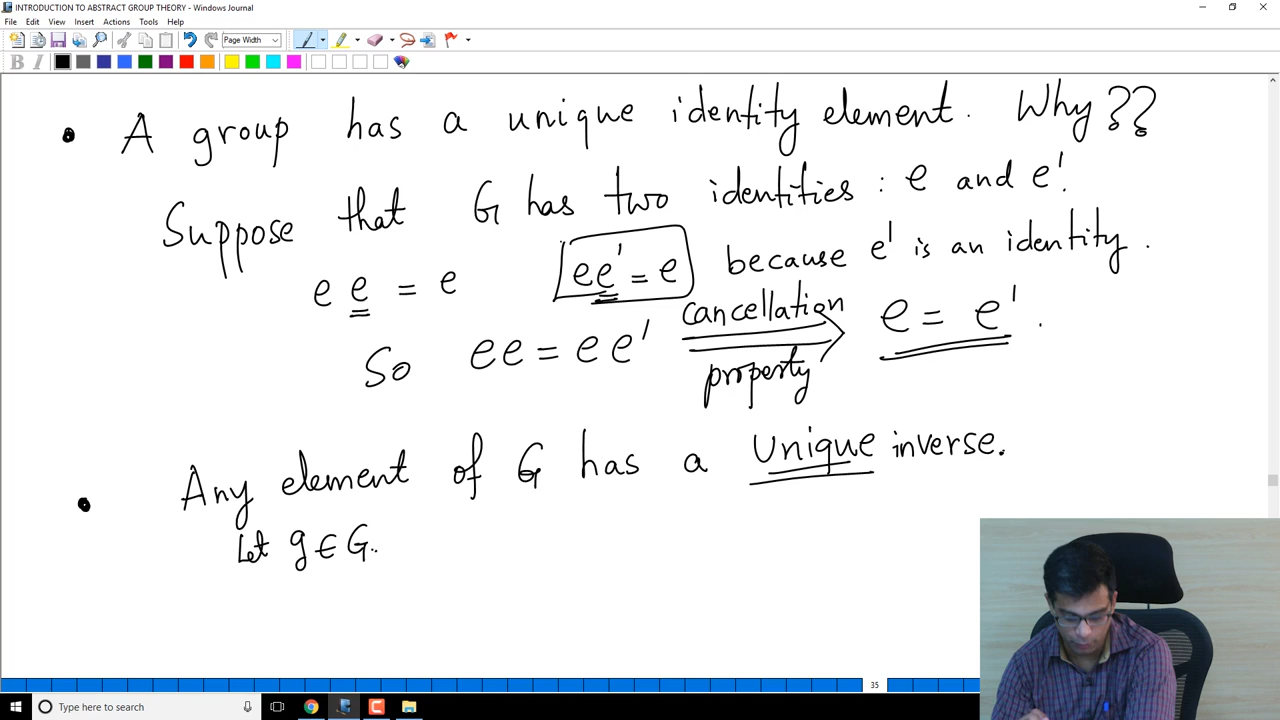 INTRODUCTION TO ABSTRACT GROUP THEORY - Windows Journal
File Edit View Insert Actions Tools Help
Page Width
B I
• A group has a unique identity element. Why??
Suppose that G has two identities : e and e'.
e e = e ee' = e because e' is an identity.
So ee = ee' cancellation property ⟹ e = e'.
• Any element of G has a unique inverse.
Let g ∈ G.
35
Type here to search